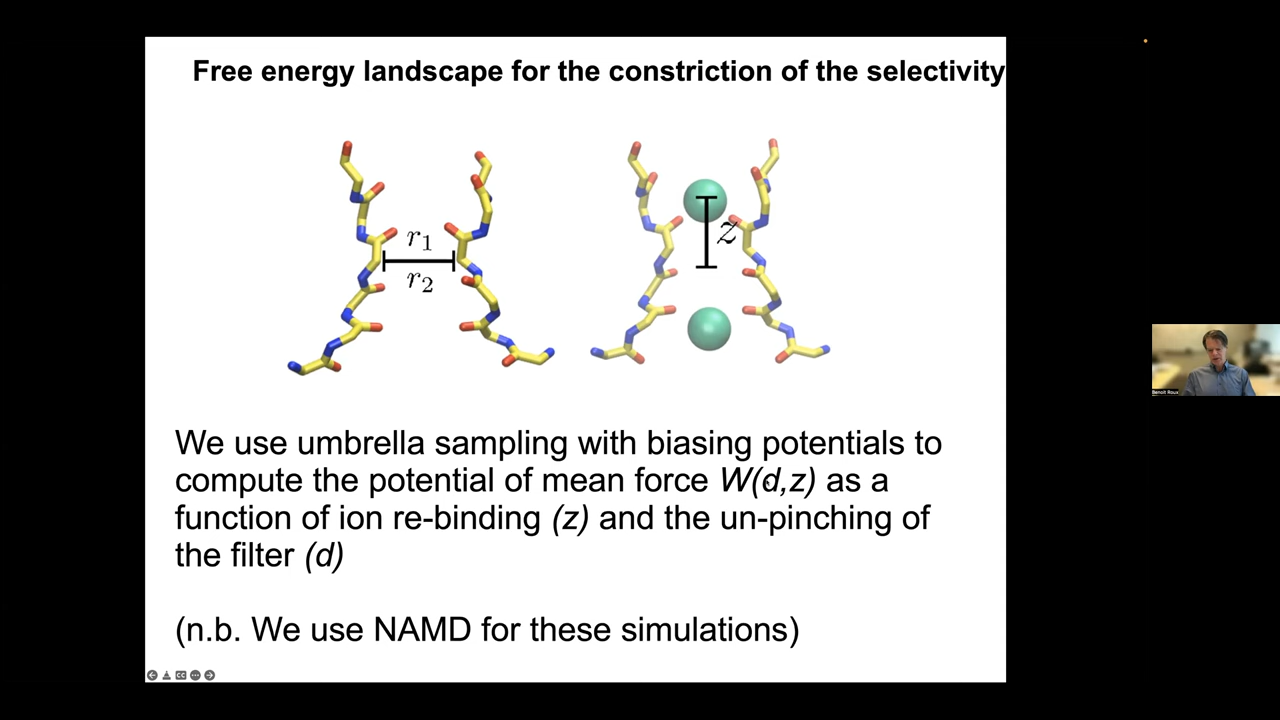 Free energy landscape for the constriction of the selectivity
r1
r2
z
We use umbrella sampling with biasing potentials to
compute the potential of mean force W(d,z) as a
function of ion re-binding (z) and the un-pinching of
the filter (d)
(n.b. We use NAMD for these simulations)
Benoit Roux